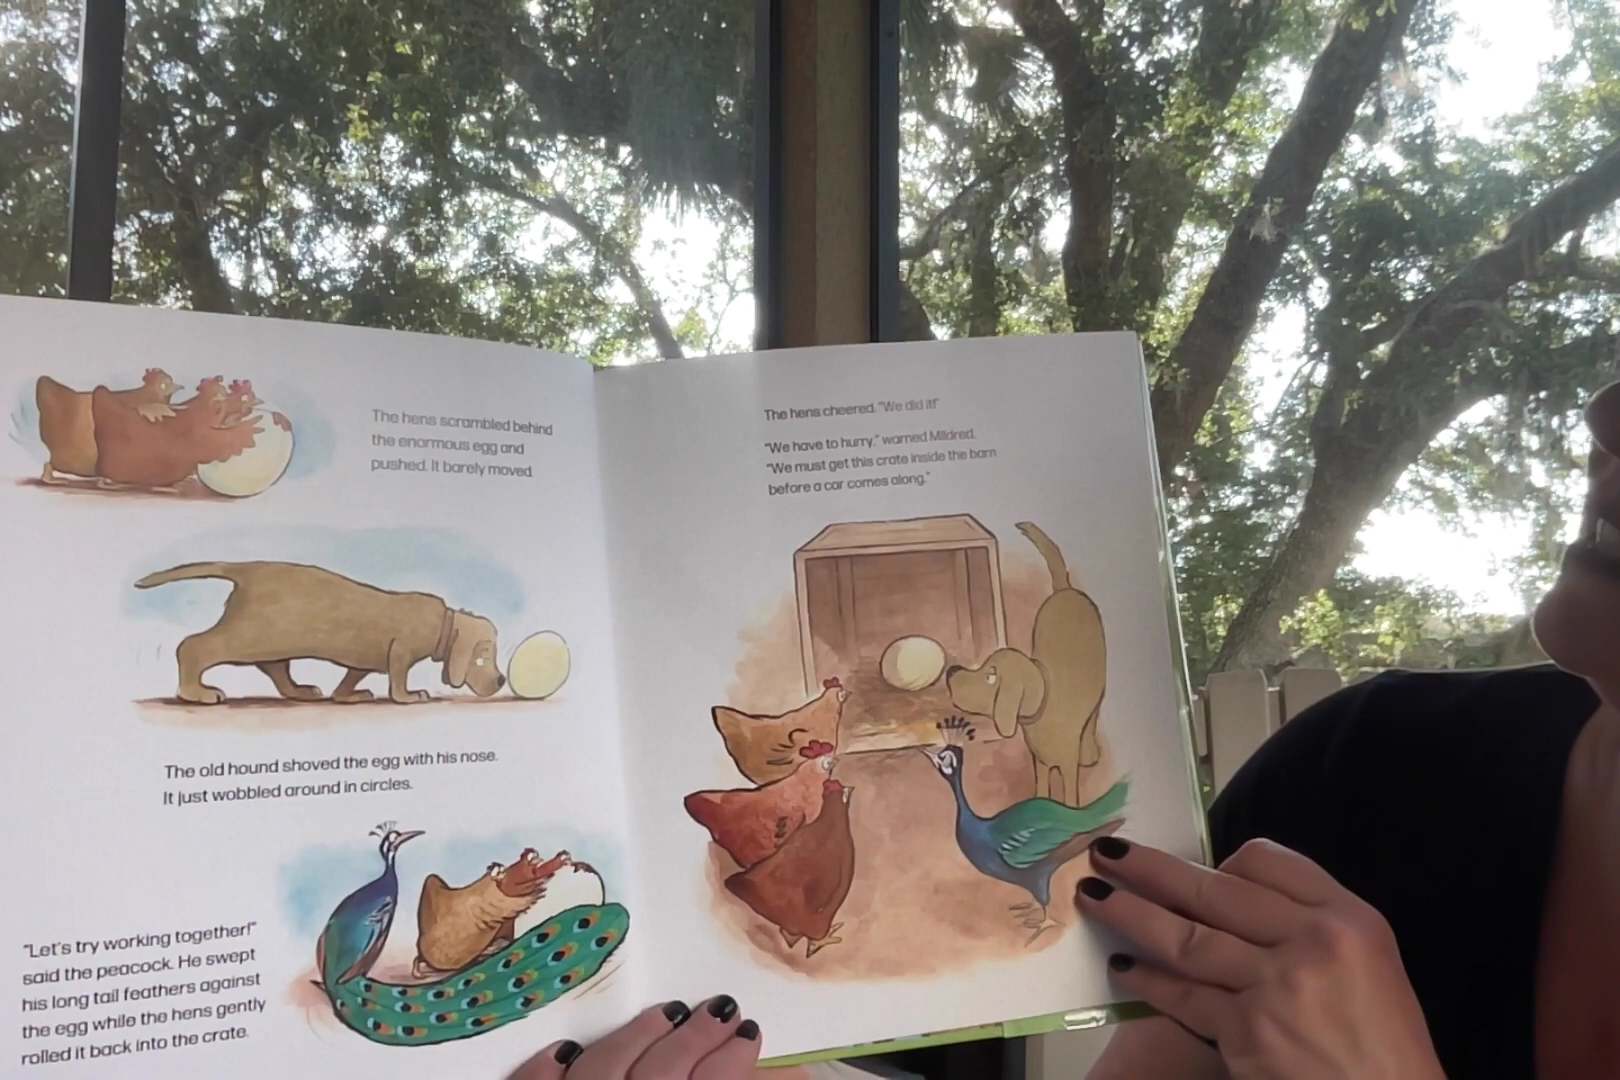 The hens scrambled behind
the enormous egg and
pushed. It barely moved.
The old hound shoved the egg with his nose.
It just wobbled around in circles.
"Let's try working together!"
said the peacock. He swept
his long tail feathers against
the egg while the hens gently
rolled it back into the crate.
The hens cheered. "We did it!"
"We have to hurry," warned Mildred.
"We must get this crate inside the barn
before a car comes along."